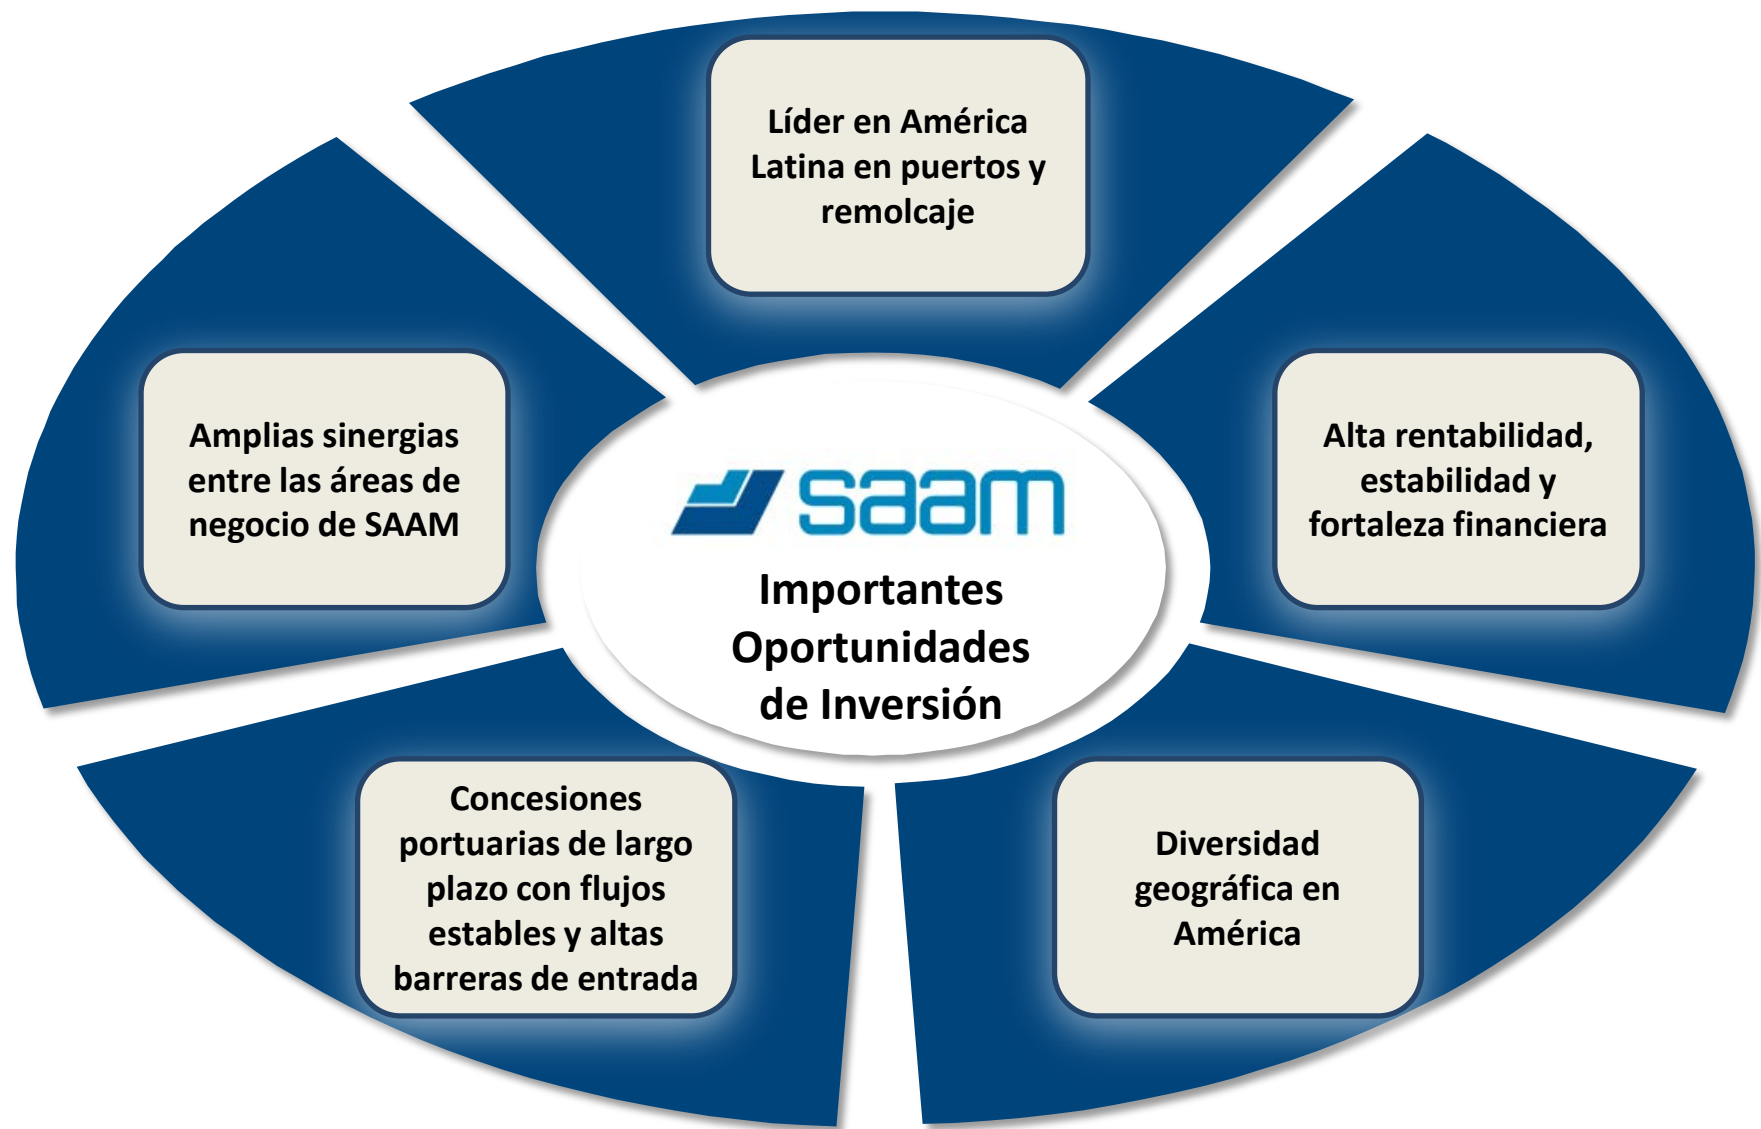 Líder en América
Latina en puertos y
remolcaje
Alta rentabilidad,
estabilidad y
fortaleza financiera
Diversidad
geográfica en
América
Concesiones
portuarias de largo
plazo con flujos
estables y altas
barreras de entrada
Amplias sinergias
entre las áreas de
negocio de SAAM
saam
Importantes
Oportunidades
de Inversión